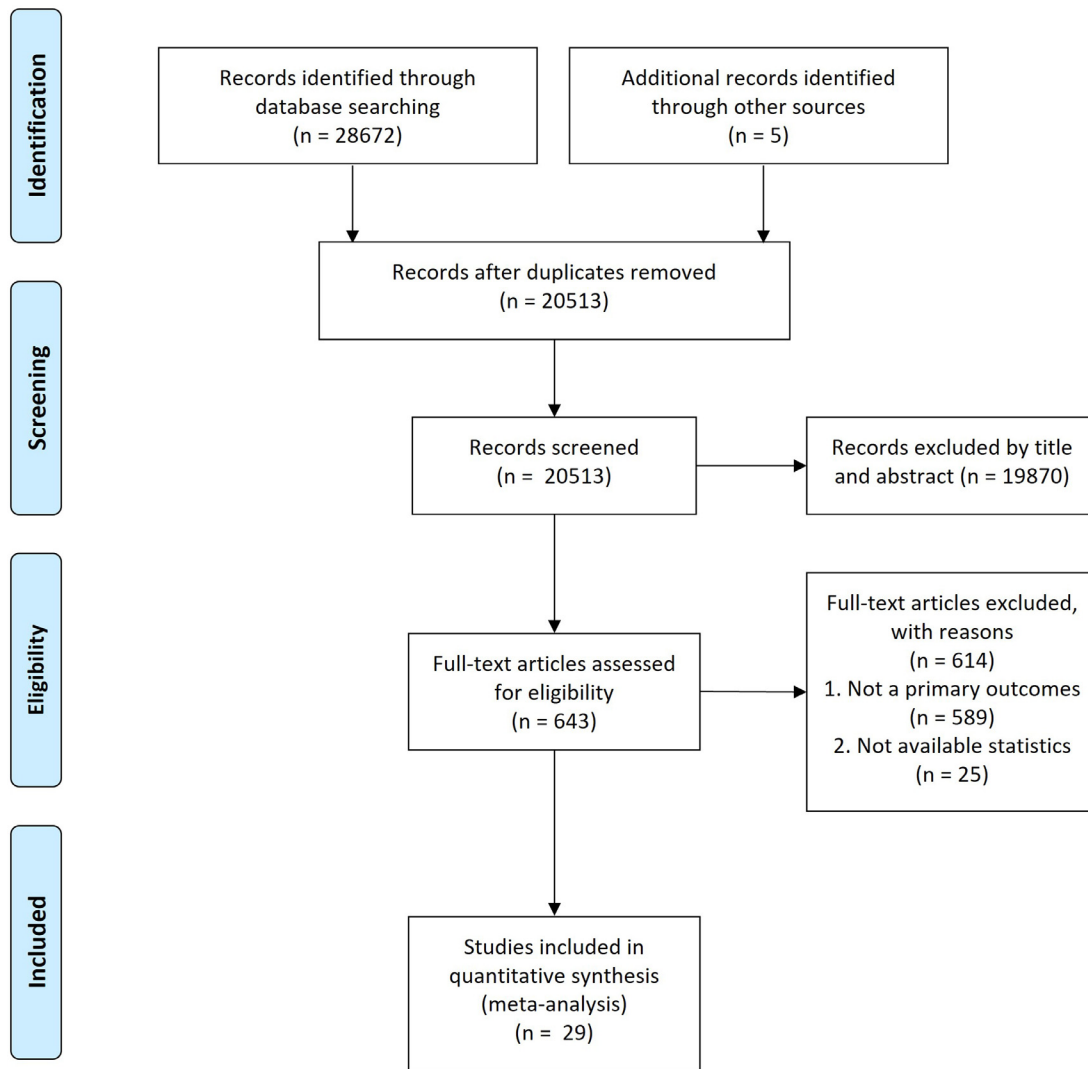 Identification
Records identified through
database searching
(n = 28672)
Additional records identified
through other sources
(n = 5)
Records after duplicates removed
(n = 20513)
Screening
Records screened
(n = 20513)
Records excluded by title
and abstract (n = 19870)
Eligibility
Full-text articles assessed
for eligibility
(n = 643)
Full-text articles excluded,
with reasons
(n = 614)
1. Not a primary outcomes
(n = 589)
2. Not available statistics
(n = 25)
Included
Studies included in
quantitative synthesis
(meta-analysis)
(n = 29)